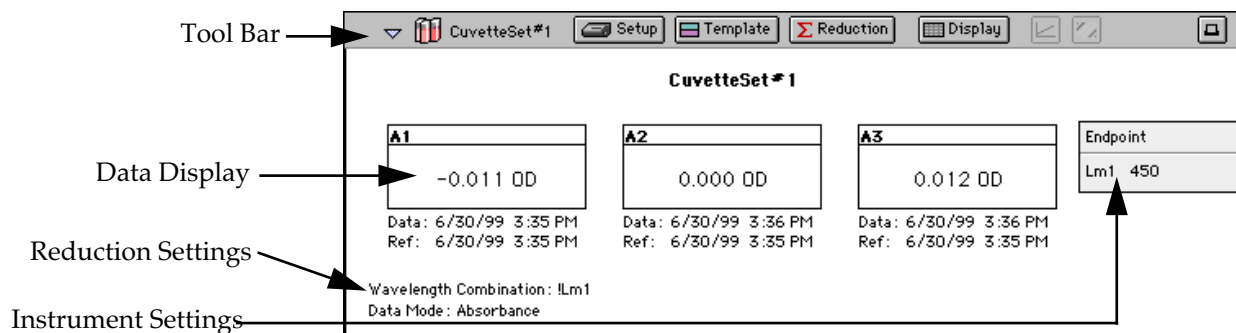 Tool Bar
CuvetteSet#1 Setup Template Reduction Display
CuvetteSet#1
A1 A2 A3 Endpoint
Data Display
-0.011 OD 0.000 OD 0.012 OD Lm1 450
Data: 6/30/99 3:35 PM Data: 6/30/99 3:36 PM Data: 6/30/99 3:36 PM
Ref: 6/30/99 3:35 PM Ref: 6/30/99 3:35 PM Ref: 6/30/99 3:35 PM
Reduction Settings
Wavelength Combination: !Lm1
Data Mode: Absorbance
Instrument Settings